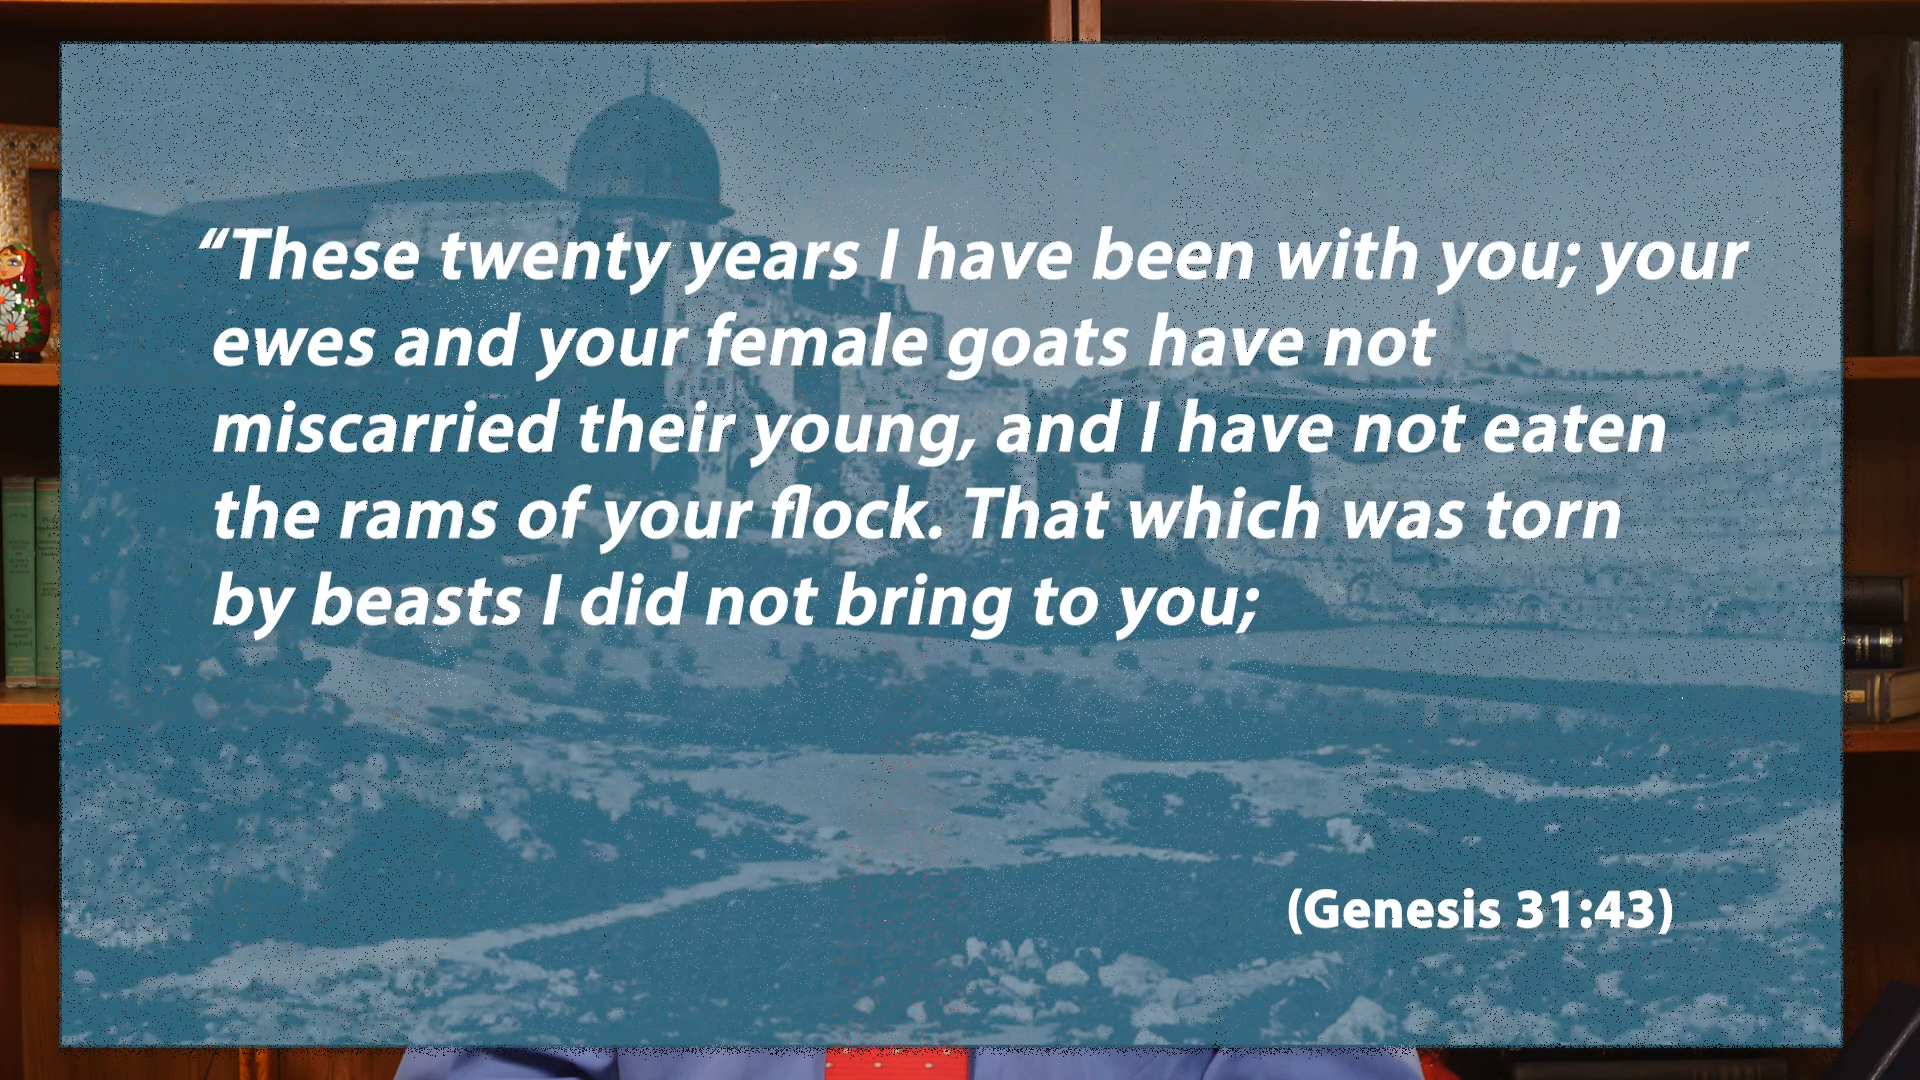 “These twenty years I have been with you; your
ewes and your female goats have not
miscarried their young, and I have not eaten
the rams of your flock. That which was torn
by beasts I did not bring to you;
(Genesis 31:43)